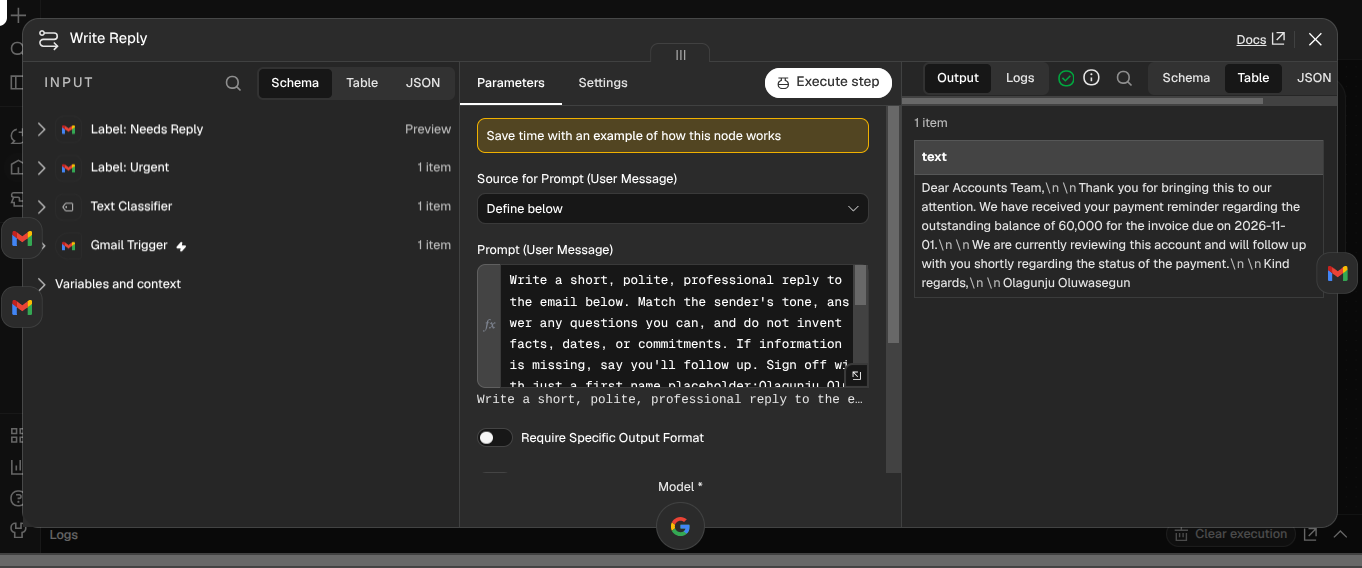 Write Reply
Docs
INPUT
Schema
Table
JSON
Label: Needs Reply
Preview
Label: Urgent
1 item
Text Classifier
1 item
Gmail Trigger
1 item
Variables and context
Parameters
Settings
Execute step
Save time with an example of how this node works
Source for Prompt (User Message)
Define below
Prompt (User Message)
fx
Write a short, polite, professional reply to
the email below. Match the sender's tone, ans
wer any questions you can, and do not invent
facts, dates, or commitments. If information
is missing, say you'll follow up. Sign off wi
th just a first name placeholder:Olagunju Olu
Write a short, polite, professional reply to the e…
Require Specific Output Format
Model *
Output
Logs
Schema
Table
JSON
1 item
text
Dear Accounts Team,\n \n Thank you for bringing this to our
attention. We have received your payment reminder regarding the
outstanding balance of 60,000 for the invoice due on 2026-11-
01.\n \n We are currently reviewing this account and will follow up
with you shortly regarding the status of the payment.\n \n Kind
regards,\n \n Olagunju Oluwasegun
Logs
Clear execution